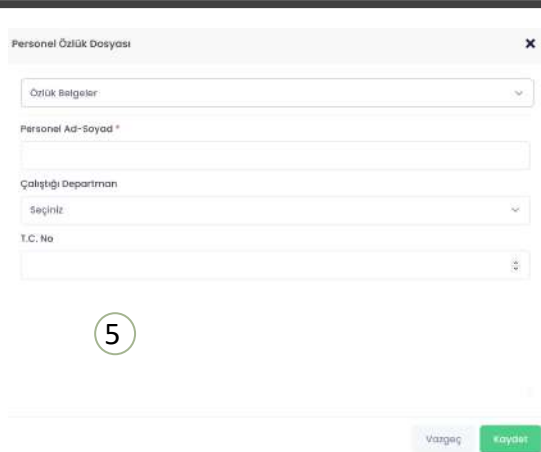 Personel Özlük Dosyası
Özlük Belgeler
Personel Ad-Soyad *
Çalıştığı Departman
Seçiniz
T.C. No
5
Vazgeç Kaydet